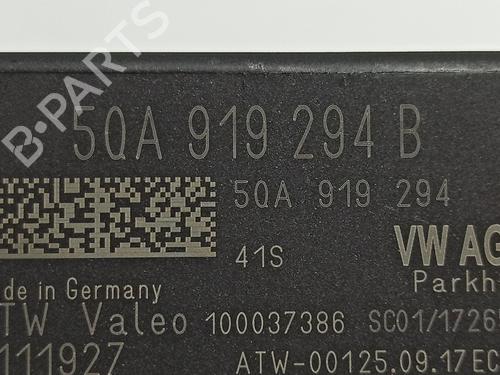 B-PARTS
5QA 919 294 B
5QA 919 294
41S
VW AG
de in Germany
Parkh
TW Valeo 100037386 SC01/1726
111927
ATW-00125.09.17EC